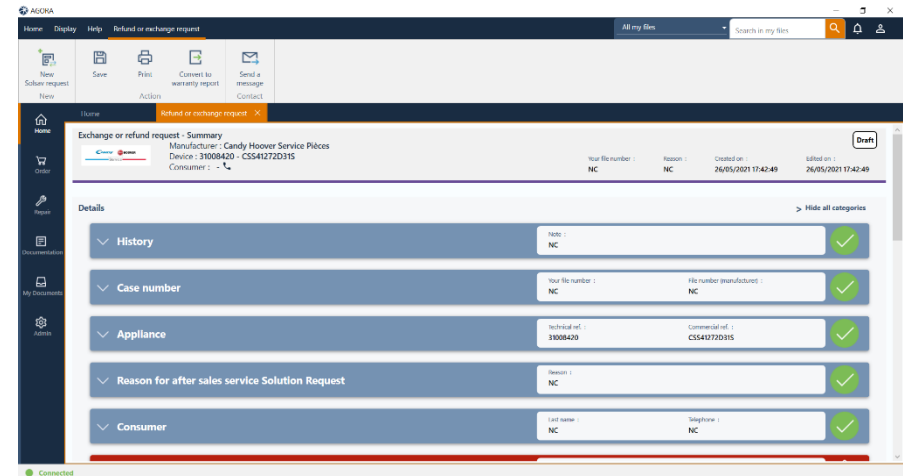 AGORA
Home Display Help Refund or exchange request
All my files
Search in my files
New Solsav request
Save
Print
Convert to warranty report
Send a message
New
Action
Contact
Home
Refund or exchange request
Home
Order
Repair
Documentation
My Documents
Admin
Exchange or refund request - Summary
Manufacturer : Candy Hoover Service Pièces
Device : 31008420 - CSS41272D31S
Consumer : -
Draft
Your file number :
NC
Reason :
NC
Created on :
26/05/2021 17:42:49
Edited on :
26/05/2021 17:42:49
Details
> Hide all categories
History
Note :
NC
Case number
Your file number :
NC
File number (manufacturer) :
NC
Appliance
Technical ref. :
31008420
Commercial ref. :
CSS41272D31S
Reason for after sales service Solution Request
Reason :
NC
Consumer
Last name :
NC
Telephone :
NC
Connected